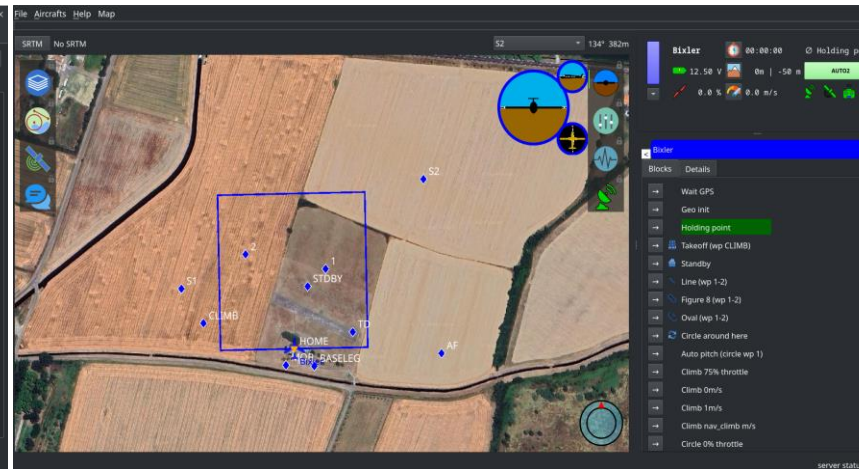 File Aircrafts Help Map
SRTM No SRTM
S2
134° 382m
S2
2
1
STDBY
S1
CLIMB
TD
HOME
AF
_BASELEG
Bixler
00:00:00
Holding po
12.50 V
0m | -50 m
AUTO2
0.0 %
0.0 m/s
Bixler
Blocks Details
Wait GPS
Geo init
Holding point
Takeoff (wp CLIMB)
Standby
Line (wp 1-2)
Figure 8 (wp 1-2)
Oval (wp 1-2)
Circle around here
Auto pitch (circle wp 1)
Climb 75% throttle
Climb 0m/s
Climb 1m/s
Climb nav_climb m/s
Circle 0% throttle
server statu